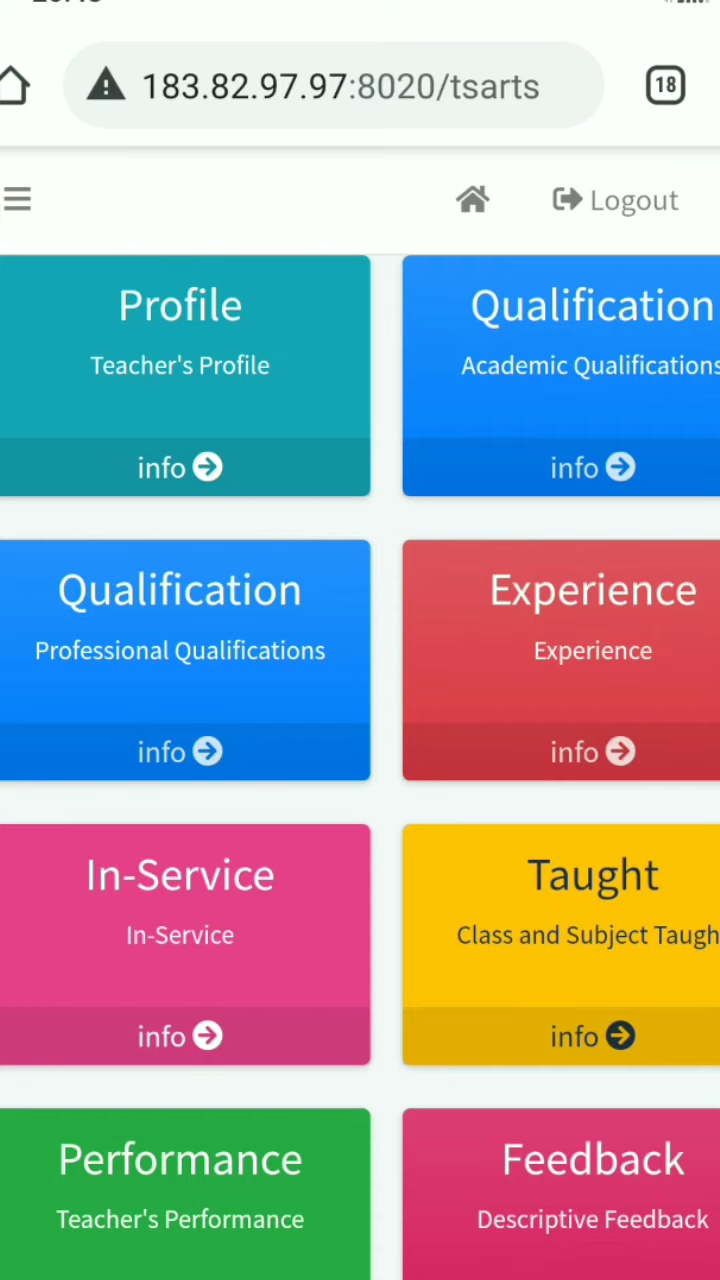 183.82.97.97:8020/tsarts
18
Logout
Profile
Teacher's Profile
info
Qualification
Academic Qualifications
info
Qualification
Professional Qualifications
info
Experience
Experience
info
In-Service
In-Service
info
Taught
Class and Subject Taugh
info
Performance
Teacher's Performance
Feedback
Descriptive Feedback